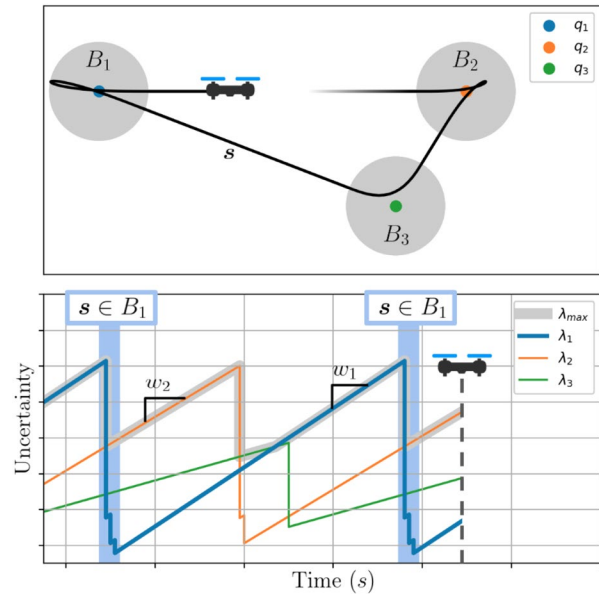 B₁
B₂
q₁
q₂
q₃
s
B₃
s ∈ B₁
s ∈ B₁
λₘₐₓ
λ₁
λ₂
λ₃
w₂
w₁
Uncertainty
Time (s)